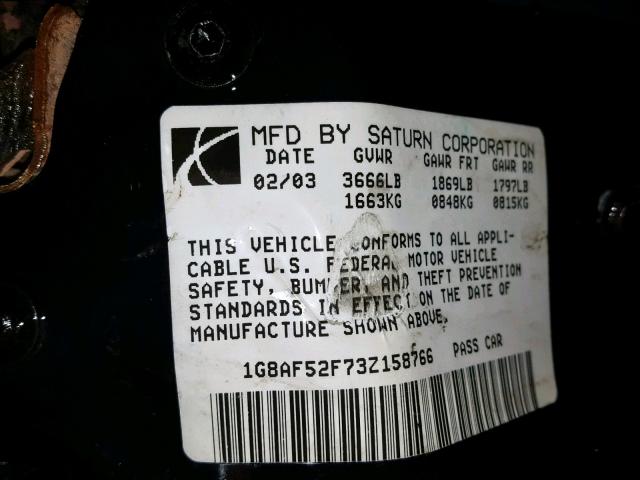 MFD BY SATURN CORPORATION
DATE GVWR GAWR FRT GAWR RR
02/03 3666LB 1869LB 1797LB
1663KG 0848KG 0815KG
THIS VEHICLE CONFORMS TO ALL APPLI-
CABLE U.S. FEDERAL MOTOR VEHICLE
SAFETY, BUMPER, AND THEFT PREVENTION
STANDARDS IN EFFECT ON THE DATE OF
MANUFACTURE SHOWN ABOVE.
1G8AF52F73Z158766 PASS CAR